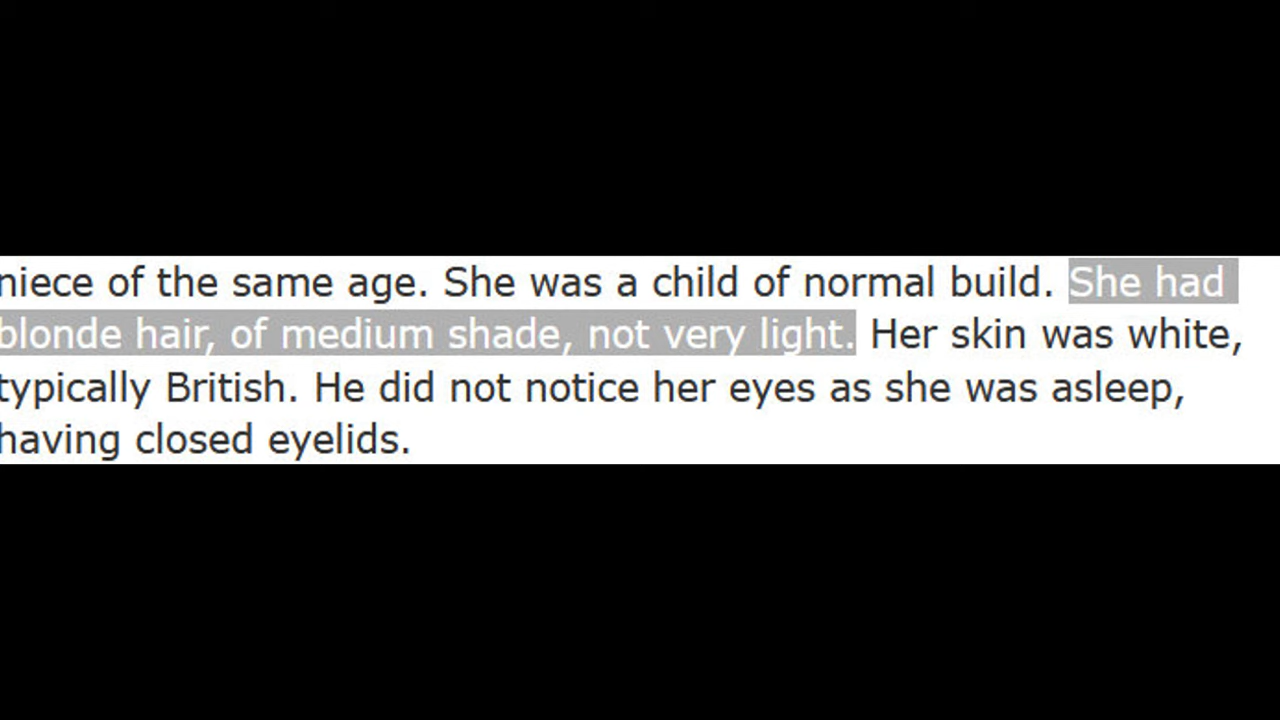 niece of the same age. She was a child of normal build. She had
blonde hair, of medium shade, not very light. Her skin was white,
typically British. He did not notice her eyes as she was asleep,
having closed eyelids.